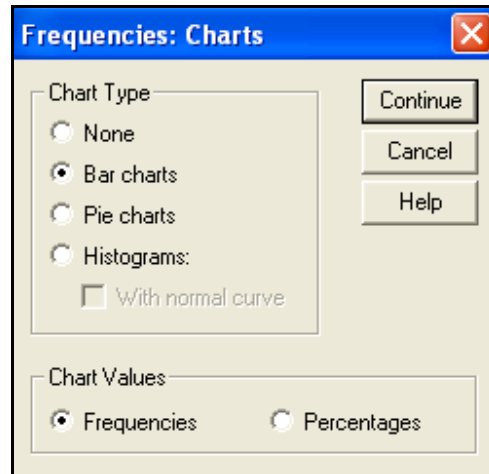 Frequencies: Charts
Chart Type
None
Bar charts
Pie charts
Histograms:
With normal curve
Continue
Cancel
Help
Chart Values
Frequencies Percentages